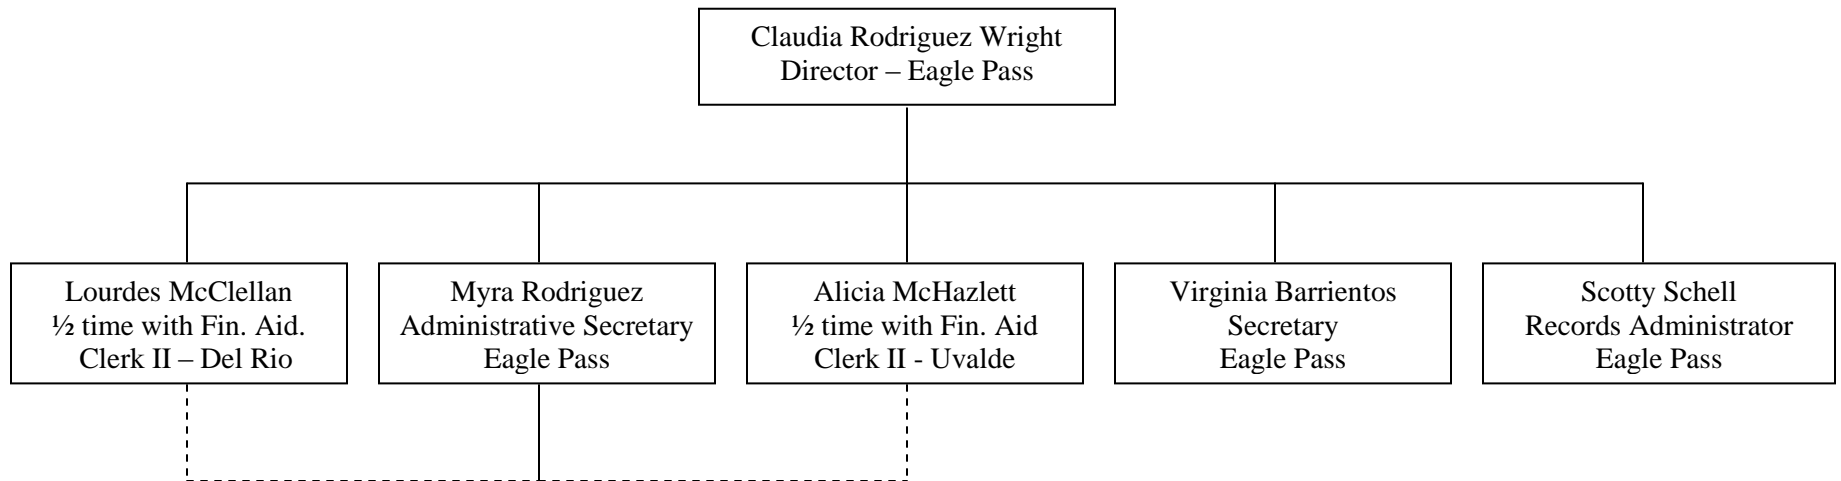 Claudia Rodriguez Wright
Director – Eagle Pass
Lourdes McClellan
½ time with Fin. Aid.
Clerk II – Del Rio
Myra Rodriguez
Administrative Secretary
Eagle Pass
Alicia McHazlett
½ time with Fin. Aid
Clerk II - Uvalde
Virginia Barrientos
Secretary
Eagle Pass
Scotty Schell
Records Administrator
Eagle Pass